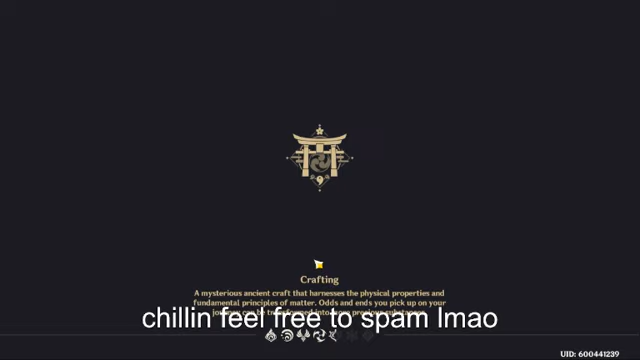 Crafting
A mysterious ancient craft that harnesses the physical properties and
fundamental principles of matter. Odds and ends you pick up on your
chillin feel free to spam lmao
UID: 600441239